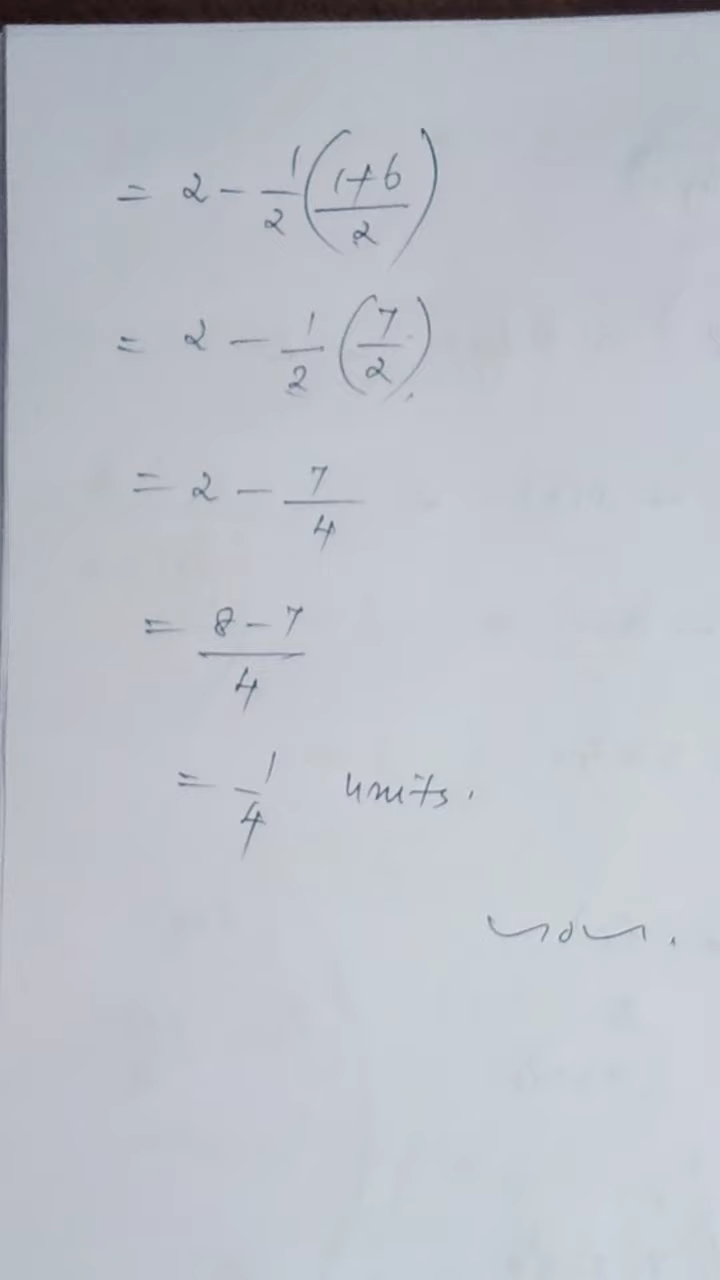 = 2 - 1/2 ((1+6)/2)
= 2 - 1/2 (7/2)
= 2 - 7/4
= (8 - 7)/4
= 1/4 units.